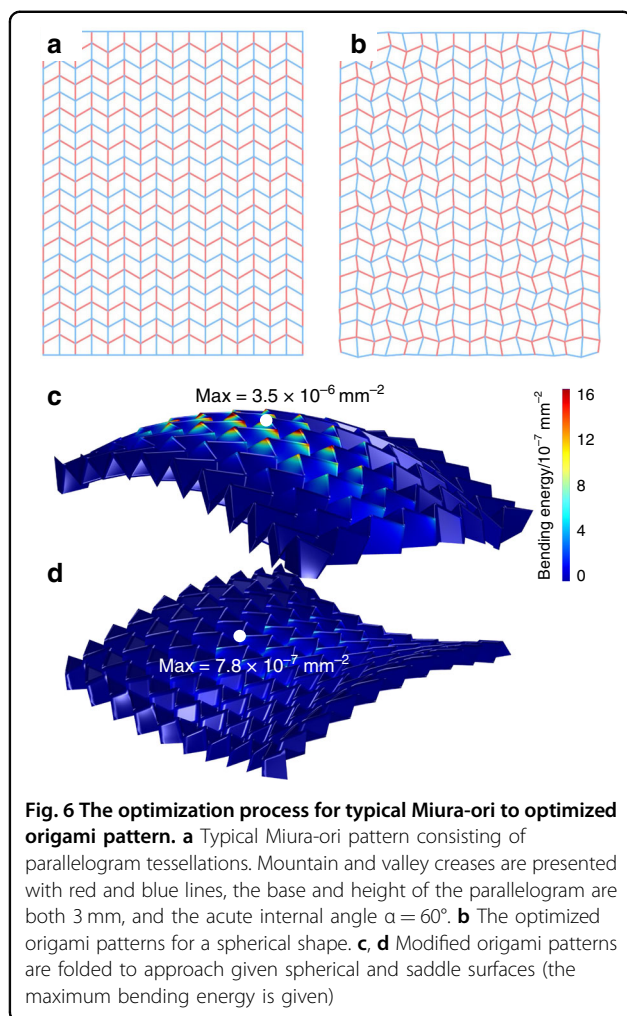 a
b
c
Max = 3.5 × 10⁻⁶ mm⁻²
16
12
8
4
0
Bending energy/10⁻⁷ mm⁻²
d
Max = 7.8 × 10⁻⁷ mm⁻²
Fig. 6 The optimization process for typical Miura-ori to optimized
origami pattern. a Typical Miura-ori pattern consisting of
parallelogram tessellations. Mountain and valley creases are presented
with red and blue lines, the base and height of the parallelogram are
both 3 mm, and the acute internal angle α = 60°. b The optimized
origami patterns for a spherical shape. c, d Modified origami patterns
are folded to approach given spherical and saddle surfaces (the
maximum bending energy is given)